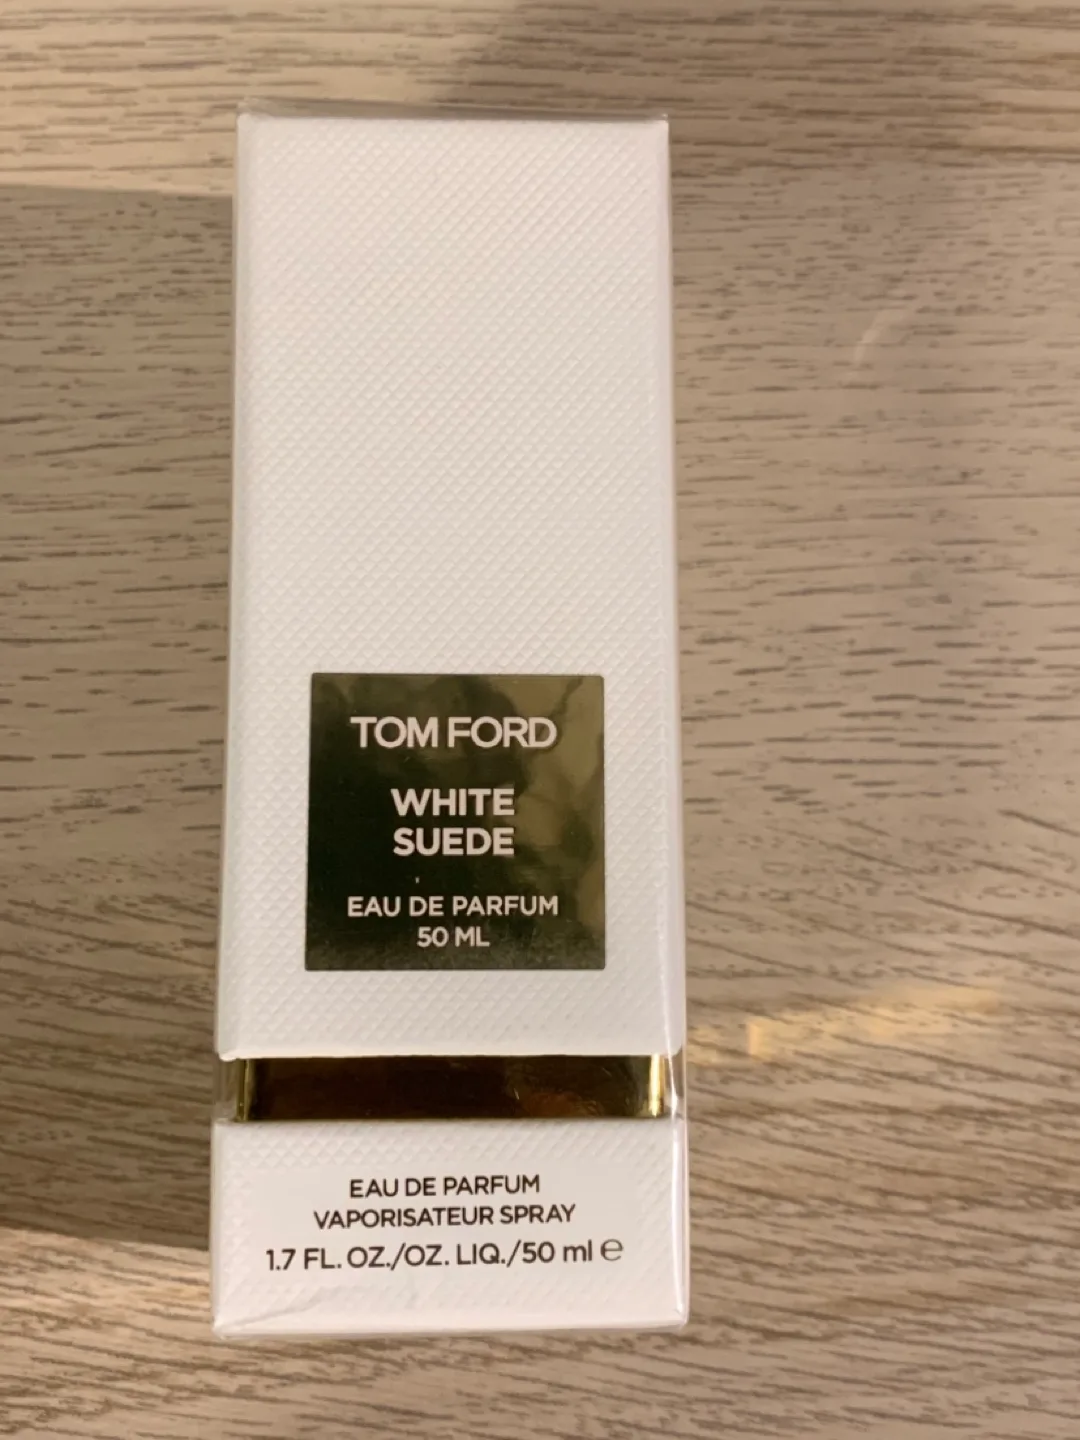 TOM FORD
WHITE
SUEDE
EAU DE PARFUM
50 ML
EAU DE PARFUM
VAPORISATEUR SPRAY
1.7 FL. OZ./OZ. LIQ./50 ml ℮